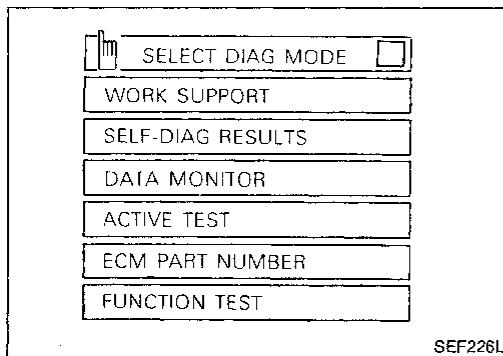 SELECT DIAG MODE
WORK SUPPORT
SELF-DIAG RESULTS
DATA MONITOR
ACTIVE TEST
ECM PART NUMBER
FUNCTION TEST
SEF226L